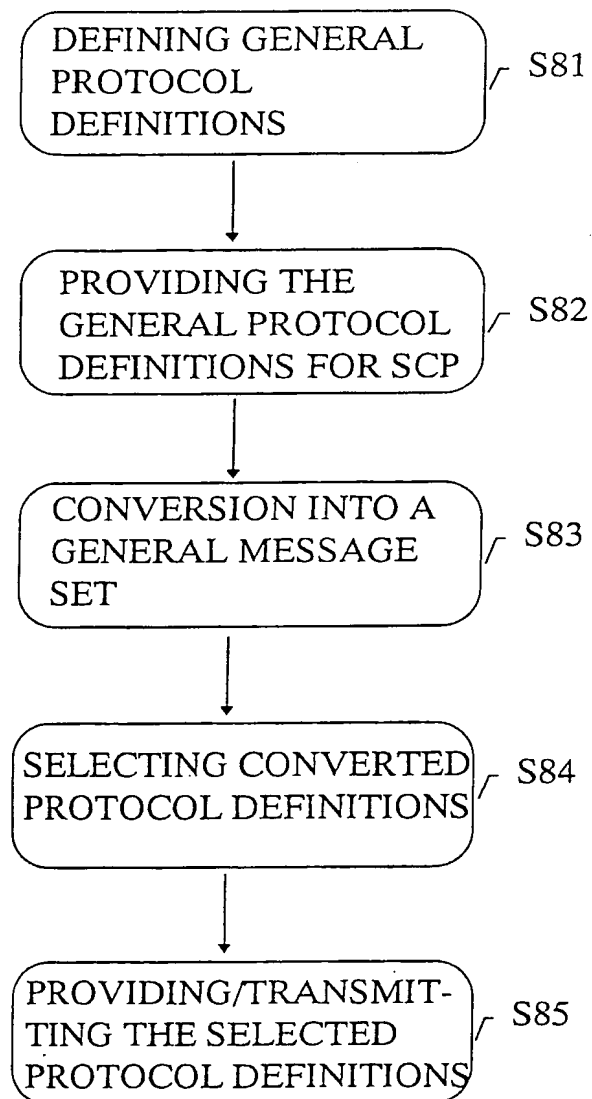 DEFINING GENERAL
PROTOCOL
DEFINITIONS
S81
PROVIDING THE
GENERAL PROTOCOL
DEFINITIONS FOR SCP
S82
CONVERSION INTO A
GENERAL MESSAGE
SET
S83
SELECTING CONVERTED
PROTOCOL DEFINITIONS
S84
PROVIDING/TRANSMIT-
TING THE SELECTED
PROTOCOL DEFINITIONS
S85